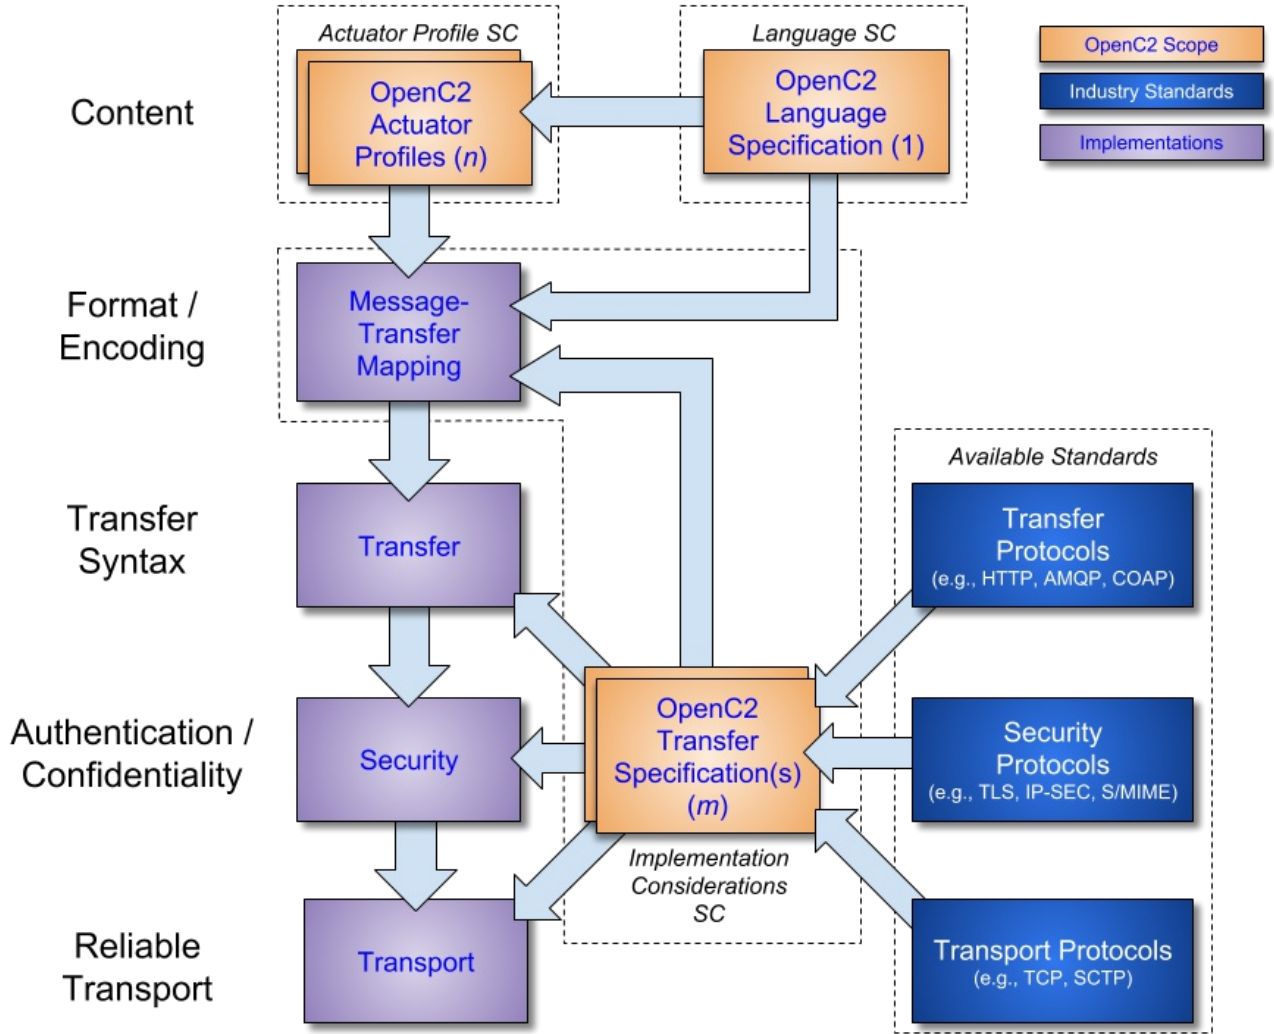 Actuator Profile SC
Language SC
OpenC2 Scope
Industry Standards
Implementations
Content
OpenC2
Actuator
Profiles (n)
OpenC2
Language
Specification (1)
Format /
Encoding
Message-
Transfer
Mapping
Transfer
Syntax
Transfer
Available Standards
Transfer
Protocols
(e.g., HTTP, AMQP, COAP)
Authentication /
Confidentiality
Security
OpenC2
Transfer
Specification(s)
(m)
Security
Protocols
(e.g., TLS, IP-SEC, S/MIME)
Implementation
Considerations
SC
Reliable
Transport
Transport
Transport Protocols
(e.g., TCP, SCTP)